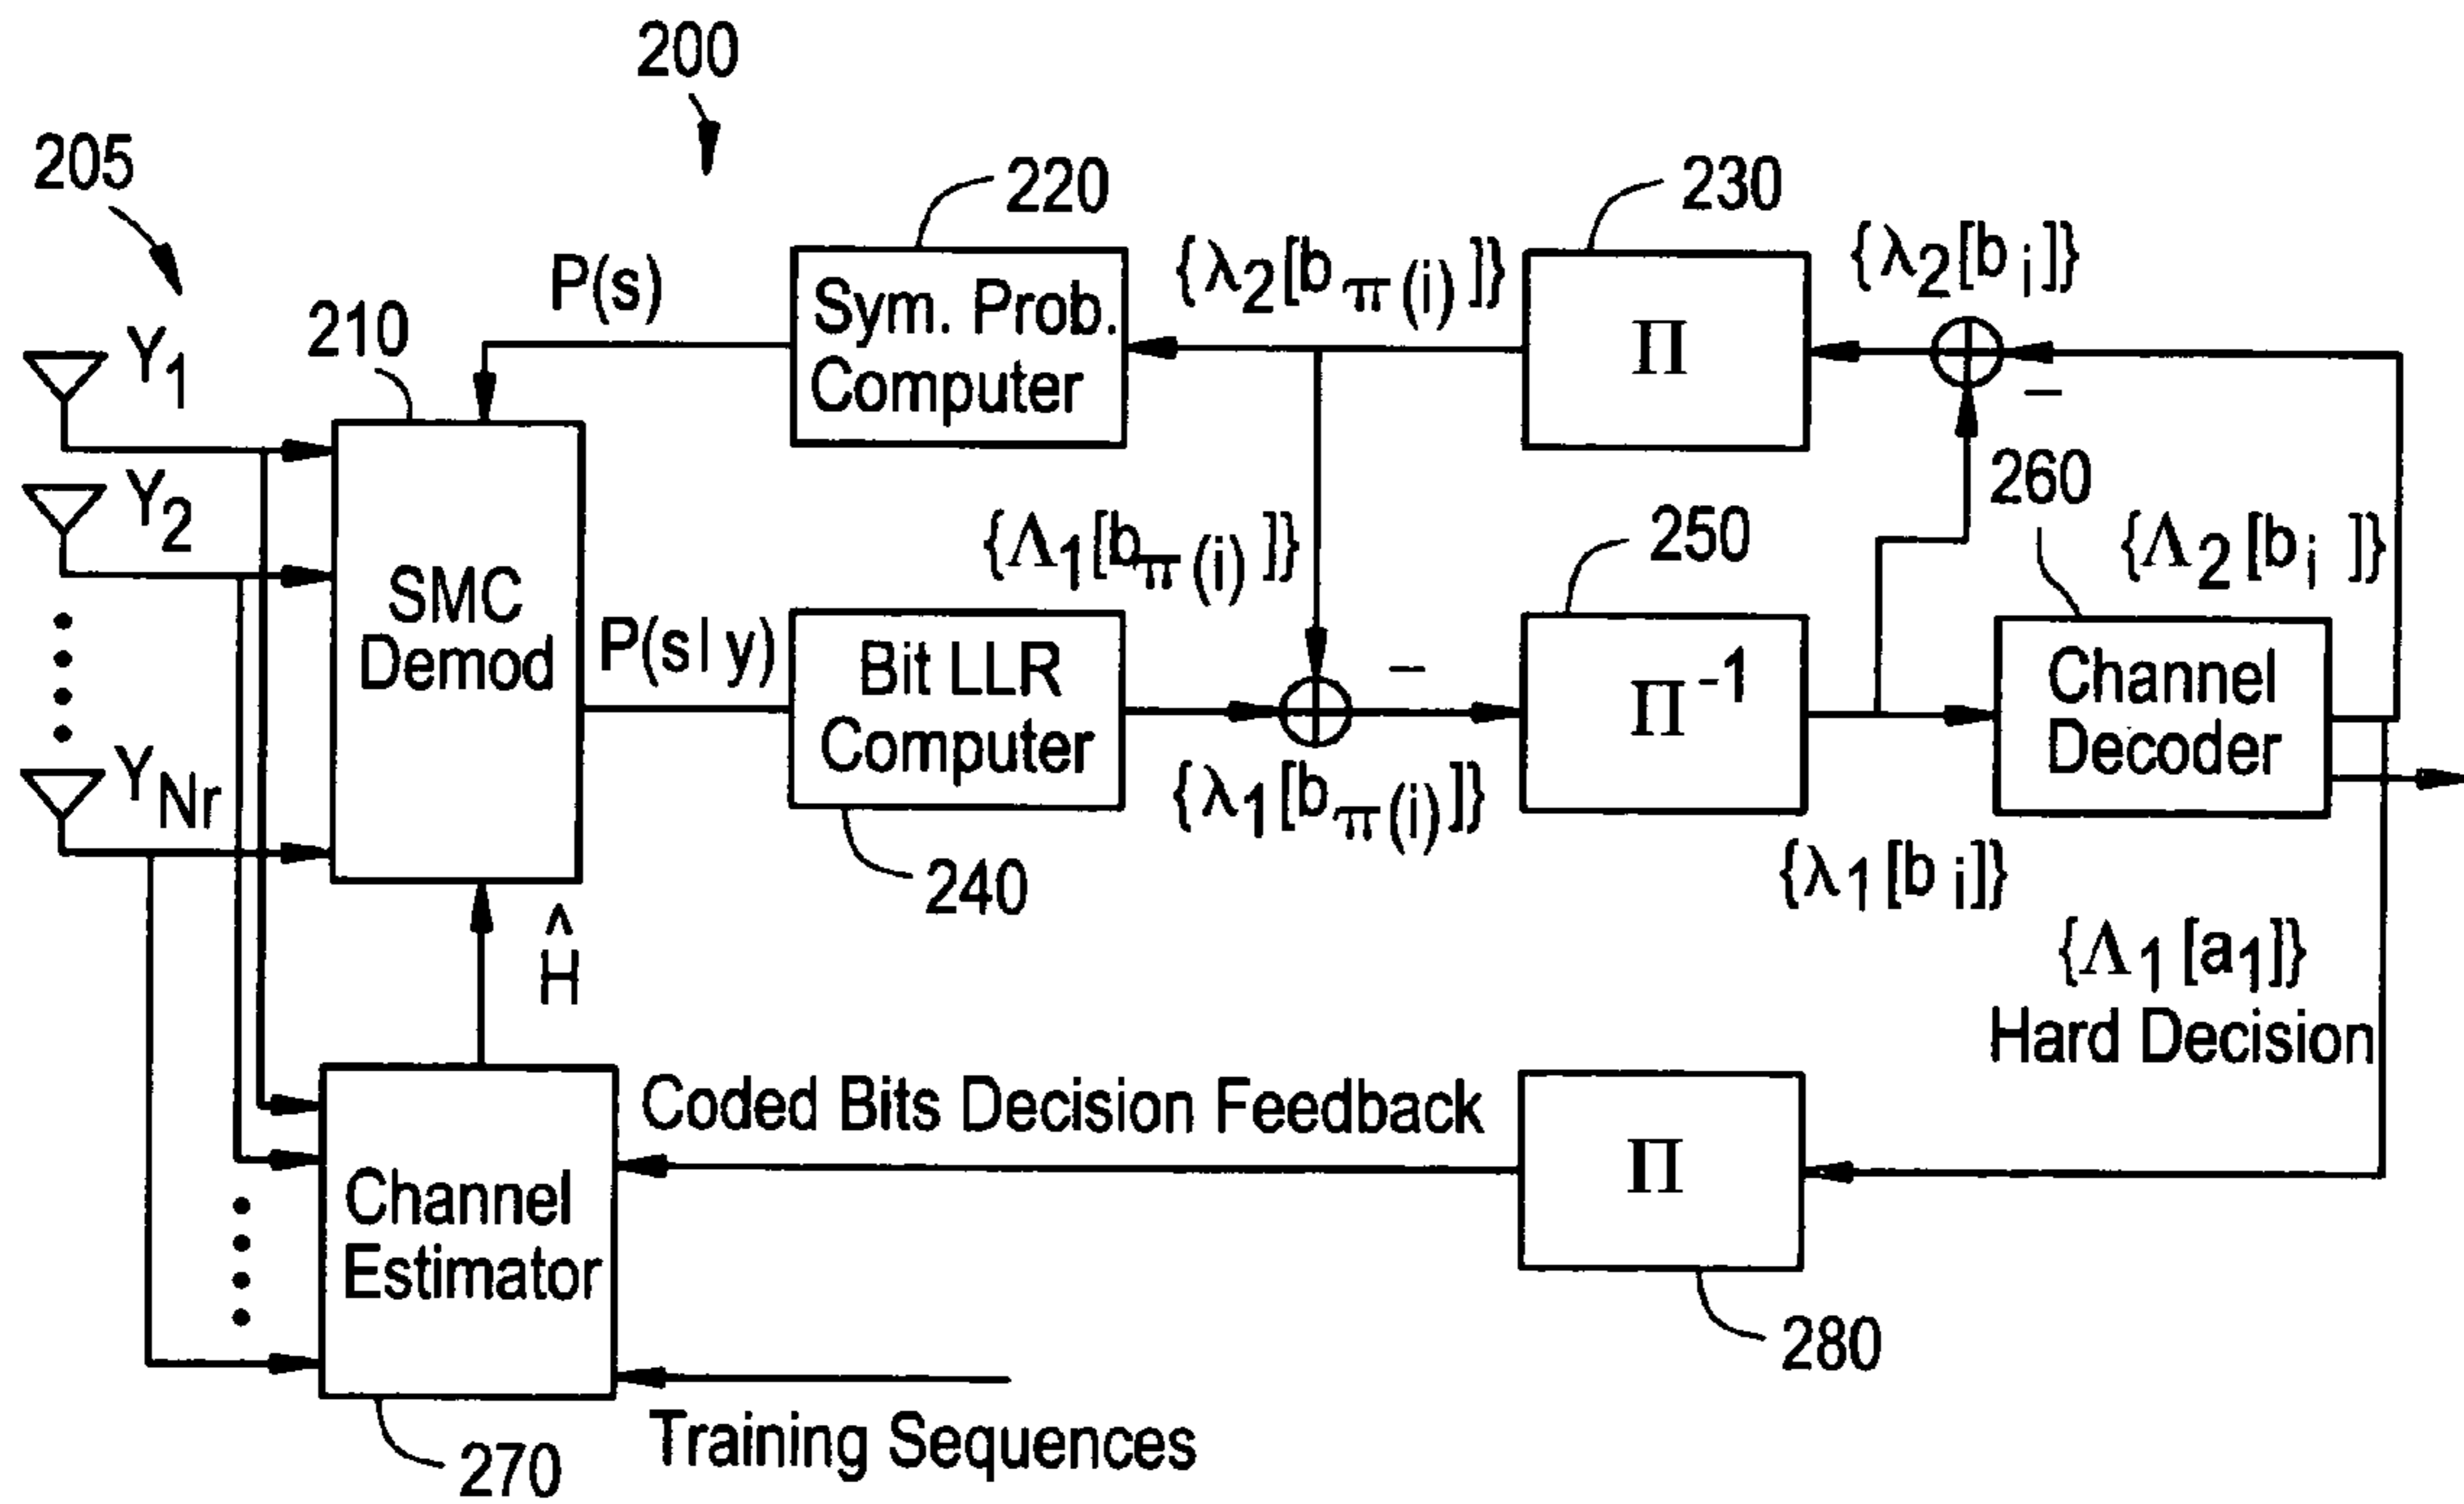 200
205
220
230
P(s)
{λ2[bπ(i)]}
{λ2[bi]}
Sym. Prob.
Computer
Π
–
210
Y1
Y2
YNr
SMC
Demod
{Λ1[bπ(i)]}
250
260
{Λ2[bi]}
P(s|y)
Bit LLR
Computer
–
Π-1
Channel
Decoder
{λ1[bπ(i)]}
240
{λ1[bi]}
Ĥ
{Λ1[a1]}
Hard Decision
Coded Bits Decision Feedback
Π
Channel
Estimator
280
Training Sequences
270